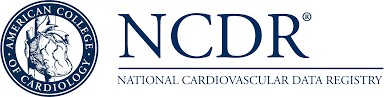 AMERICAN COLLEGE OF CARDIOLOGY
NCDR®
NATIONAL CARDIOVASCULAR DATA REGISTRY